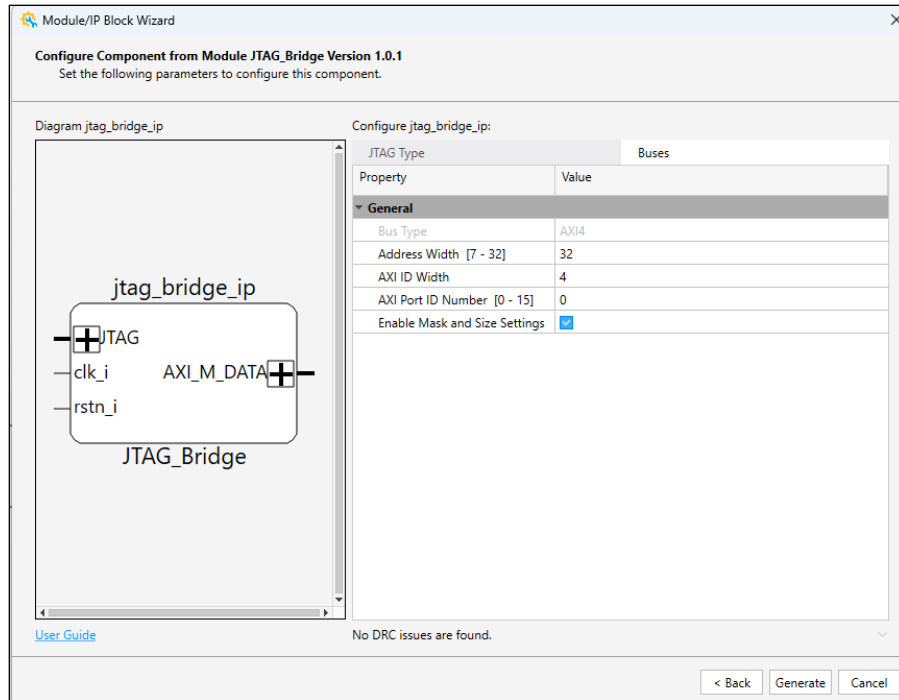 Module/IP Block Wizard
Configure Component from Module JTAG_Bridge Version 1.0.1
Set the following parameters to configure this component.
Diagram jtag_bridge_ip
Configure jtag_bridge_ip:
JTAG Type Buses
Property Value
General
Bus Type AXI4
Address Width [7 - 32] 32
AXI ID Width 4
AXI Port ID Number [0 - 15] 0
Enable Mask and Size Settings
jtag_bridge_ip
JTAG
clk_i AXI_M_DATA
rstn_i
JTAG_Bridge
User Guide
No DRC issues are found.
< Back Generate Cancel